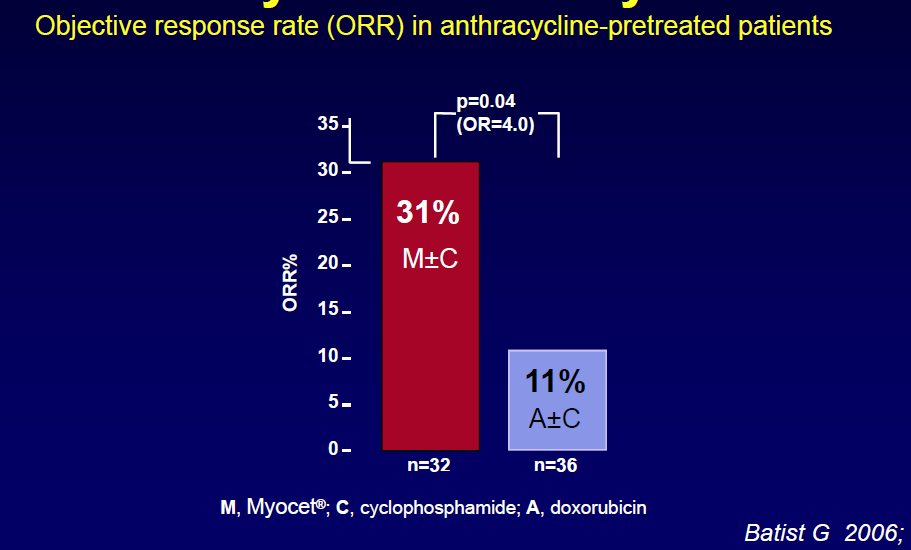 Objective response rate (ORR) in anthracycline-pretreated patients
p=0.04
(OR=4.0)
35
30
25
20
15
10
5
0
ORR%
31%
M±C
11%
A±C
n=32
n=36
M, Myocet®; C, cyclophosphamide; A, doxorubicin
Batist G 2006;